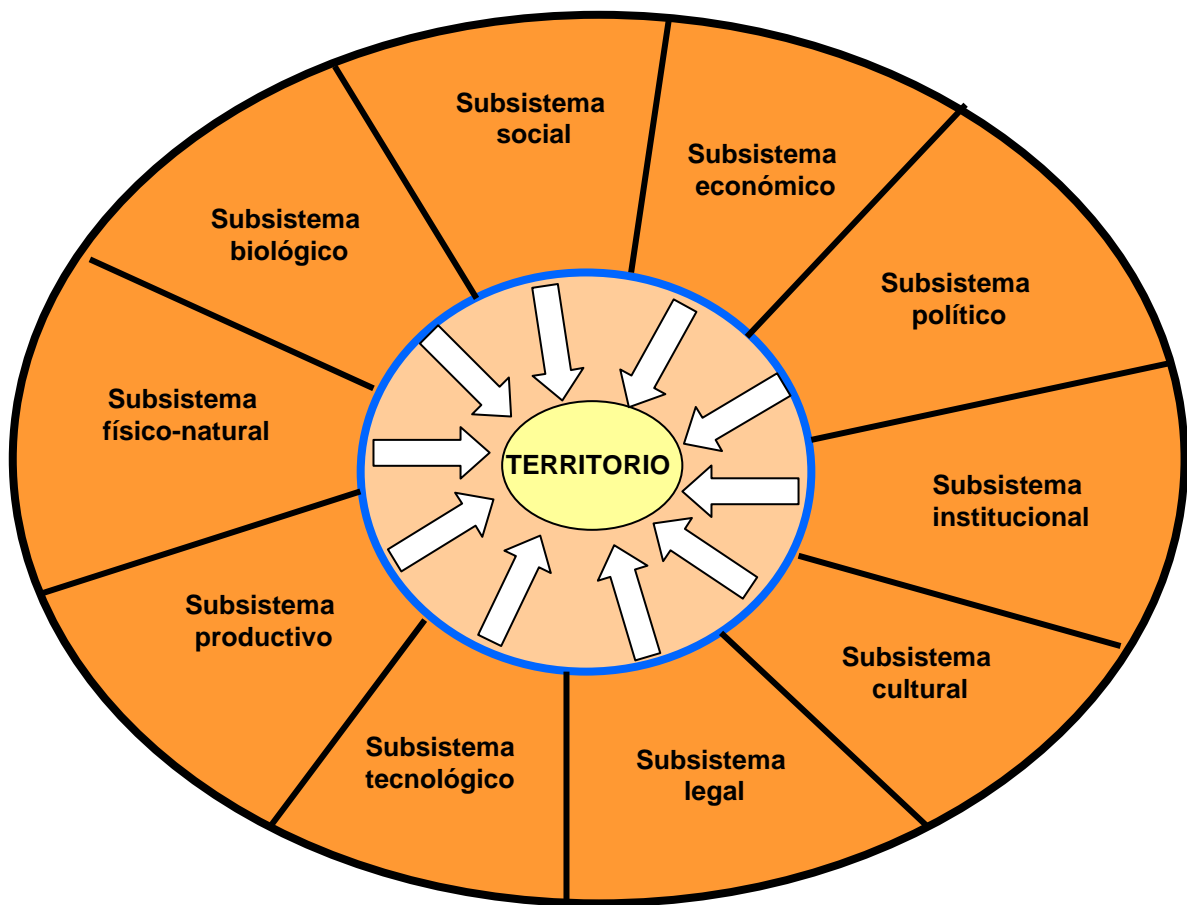 Subsistema
social
Subsistema
económico
Subsistema
biológico
Subsistema
político
Subsistema
físico-natural
TERRITORIO
Subsistema
institucional
Subsistema
productivo
Subsistema
cultural
Subsistema
tecnológico
Subsistema
legal